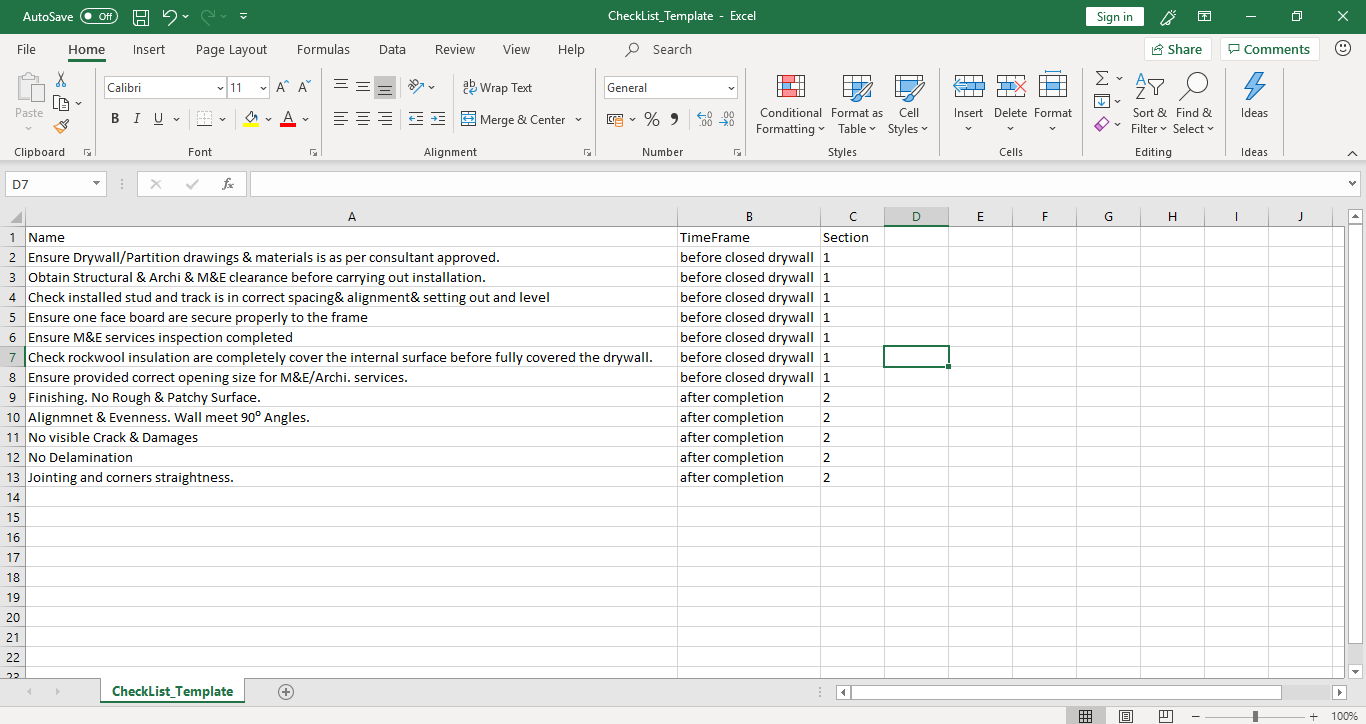 AutoSave Off CheckList_Template - Excel Sign in
File Home Insert Page Layout Formulas Data Review View Help Search Share Comments
Paste Calibri 11 A A ab Wrap Text General Conditional Formatting Format as Table Cell Styles Insert Delete Format Sort & Filter Find & Select Ideas
B I U A Merge & Center % 9 .00 .00
Clipboard Font Alignment Number Styles Cells Editing Ideas
D7 fx
A B C D E F G H I J
1 Name TimeFrame Section
2 Ensure Drywall/Partition drawings & materials is as per consultant approved. before closed drywall 1
3 Obtain Structural & Archi & M&E clearance before carrying out installation. before closed drywall 1
4 Check installed stud and track is in correct spacing& alignment& setting out and level before closed drywall 1
5 Ensure one face board are secure properly to the frame before closed drywall 1
6 Ensure M&E services inspection completed before closed drywall 1
7 Check rockwool insulation are completely cover the internal surface before fully covered the drywall. before closed drywall 1
8 Ensure provided correct opening size for M&E/Archi. services. before closed drywall 1
9 Finishing. No Rough & Patchy Surface. after completion 2
10 Alignmnet & Evenness. Wall meet 90⁰ Angles. after completion 2
11 No visible Crack & Damages after completion 2
12 No Delamination after completion 2
13 Jointing and corners straightness. after completion 2
14
15
16
17
18
19
20
21
22
23
CheckList_Template
100%